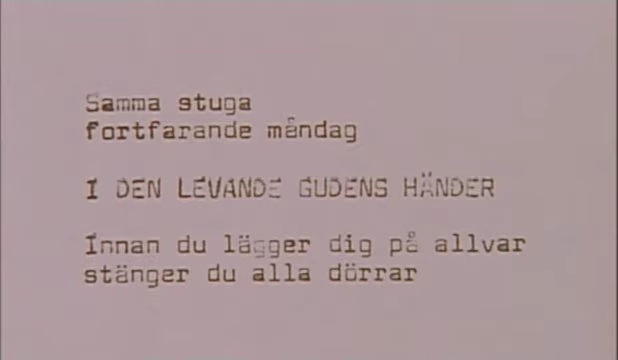 Samma stuga
fortfarande måndag
I DEN LEVANDE GUDENS HÄNDER
Innan du lägger dig på allvar
stänger du alla dörrar